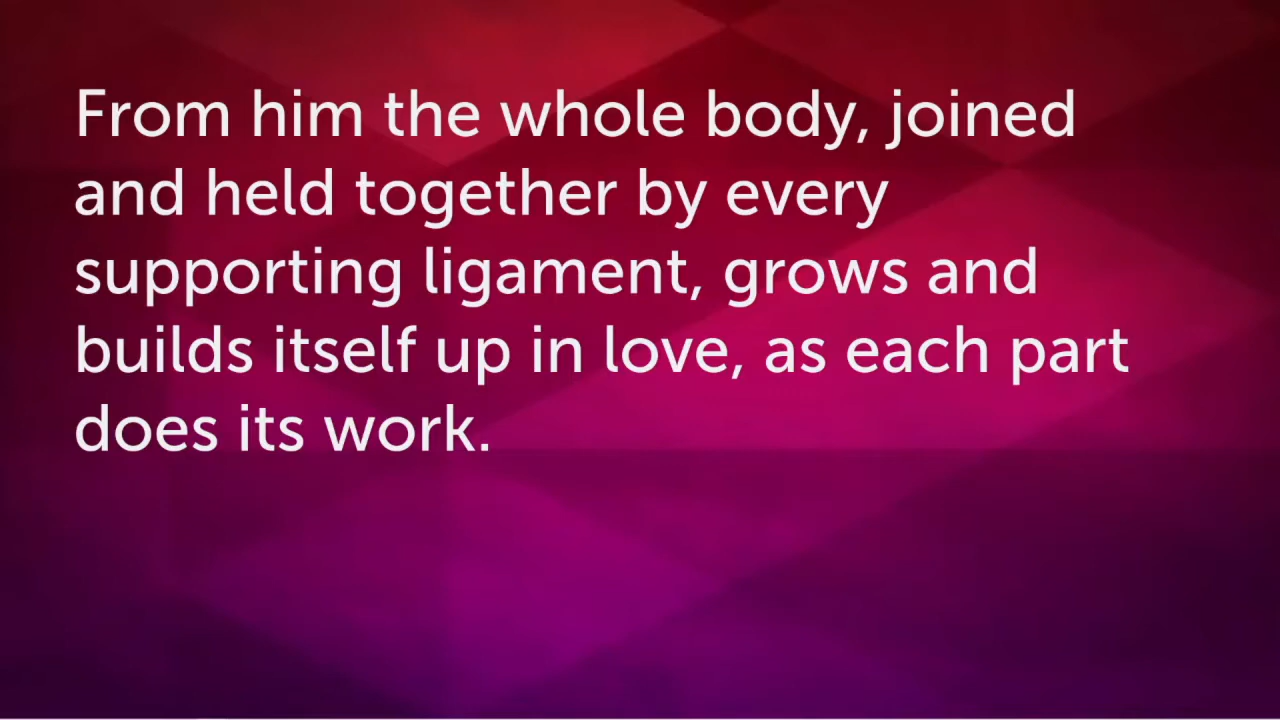 From him the whole body, joined
and held together by every
supporting ligament, grows and
builds itself up in love, as each part
does its work.